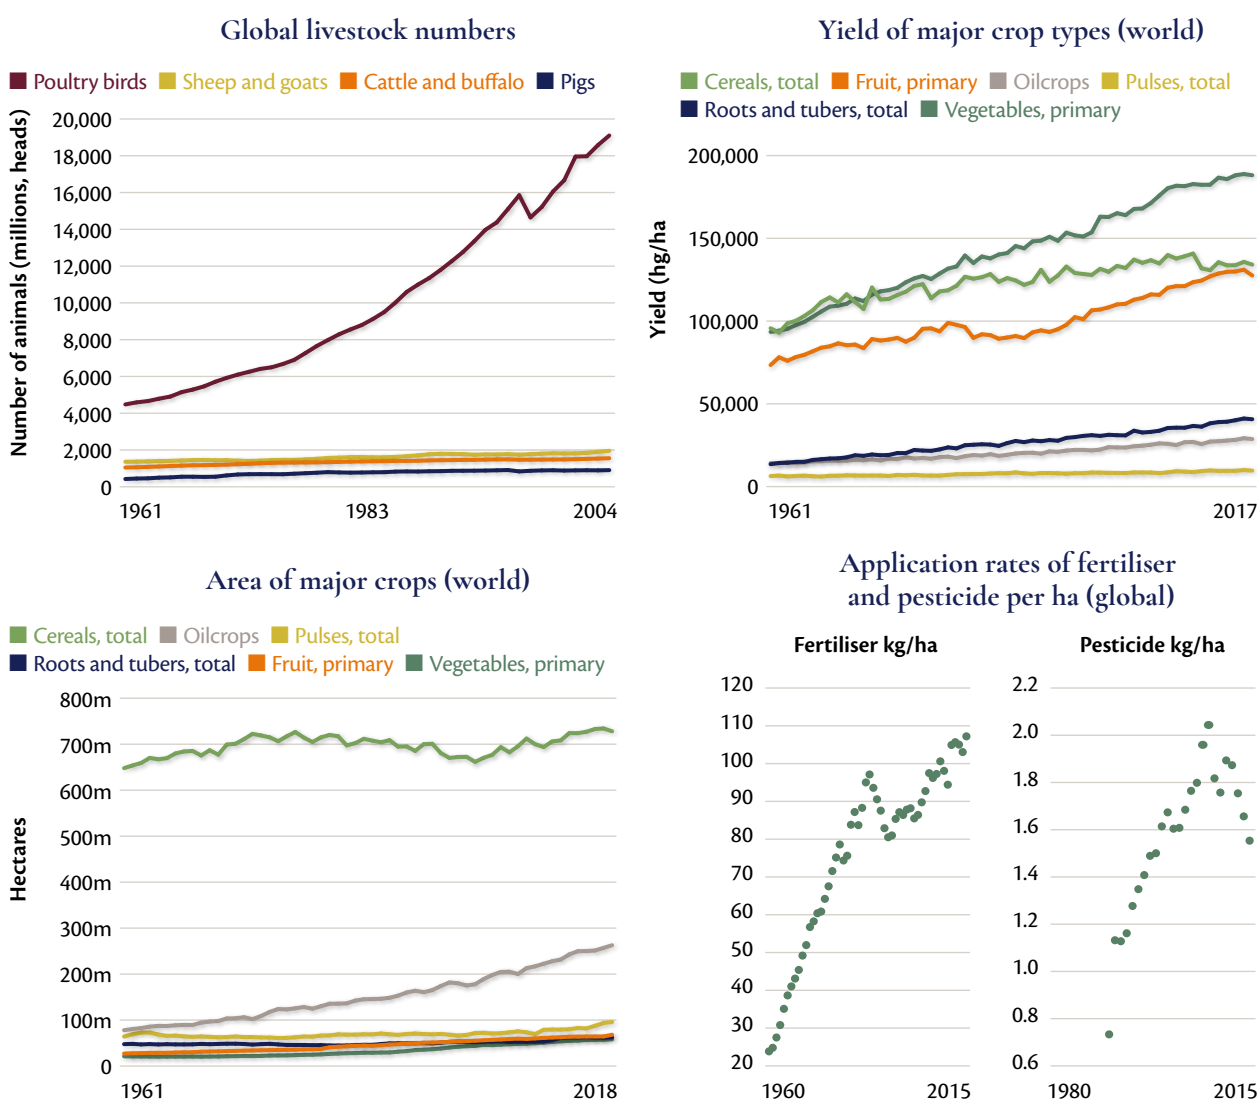 Global livestock numbers
Poultry birds Sheep and goats Cattle and buffalo Pigs
Number of animals (millions, heads)
20,000
18,000
16,000
14,000
12,000
10,000
8,000
6,000
4,000
2,000
0
1961 1983 2004
Yield of major crop types (world)
Cereals, total Fruit, primary Oilcrops Pulses, total
Roots and tubers, total Vegetables, primary
Yield (hg/ha)
200,000
150,000
100,000
50,000
0
1961 2017
Area of major crops (world)
Cereals, total Oilcrops Pulses, total
Roots and tubers, total Fruit, primary Vegetables, primary
Hectares
800m
700m
600m
500m
400m
300m
200m
100m
0
1961 2018
Application rates of fertiliser
and pesticide per ha (global)
Fertiliser kg/ha
120
110
100
90
80
70
60
50
40
30
20
1960 2015
Pesticide kg/ha
2.2
2.0
1.8
1.6
1.4
1.2
1.0
0.8
0.6
1980 2015